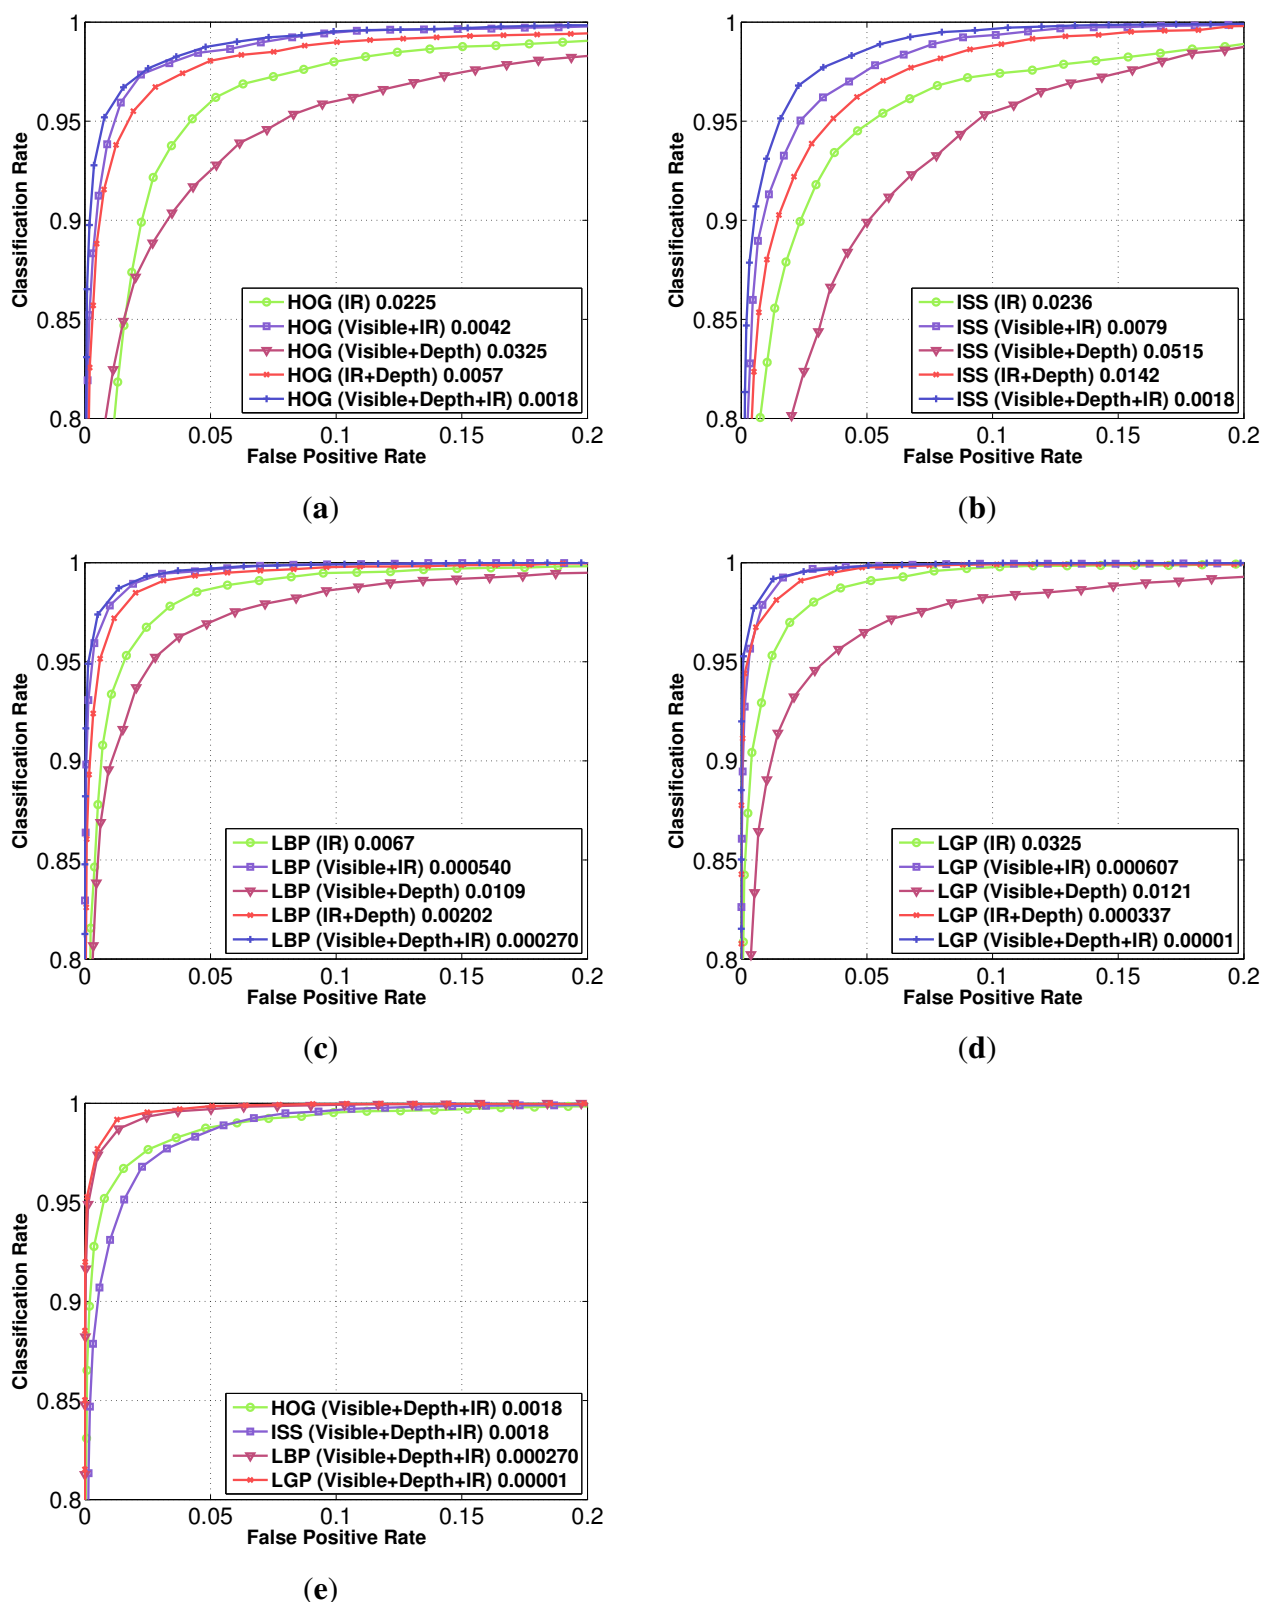 1
0.95
0.9
0.85
0.8
0
0.05
0.1
0.15
0.2
Classification Rate
False Positive Rate
HOG (IR) 0.0225
HOG (Visible+IR) 0.0042
HOG (Visible+Depth) 0.0325
HOG (IR+Depth) 0.0057
HOG (Visible+Depth+IR) 0.0018
(a)
1
0.95
0.9
0.85
0.8
0
0.05
0.1
0.15
0.2
Classification Rate
False Positive Rate
ISS (IR) 0.0236
ISS (Visible+IR) 0.0079
ISS (Visible+Depth) 0.0515
ISS (IR+Depth) 0.0142
ISS (Visible+Depth+IR) 0.0018
(b)
1
0.95
0.9
0.85
0.8
0
0.05
0.1
0.15
0.2
Classification Rate
False Positive Rate
LBP (IR) 0.0067
LBP (Visible+IR) 0.000540
LBP (Visible+Depth) 0.0109
LBP (IR+Depth) 0.00202
LBP (Visible+Depth+IR) 0.000270
(c)
1
0.95
0.9
0.85
0.8
0
0.05
0.1
0.15
0.2
Classification Rate
False Positive Rate
LGP (IR) 0.0325
LGP (Visible+IR) 0.000607
LGP (Visible+Depth) 0.0121
LGP (IR+Depth) 0.000337
LGP (Visible+Depth+IR) 0.00001
(d)
1
0.95
0.9
0.85
0.8
0
0.05
0.1
0.15
0.2
Classification Rate
False Positive Rate
HOG (Visible+Depth+IR) 0.0018
ISS (Visible+Depth+IR) 0.0018
LBP (Visible+Depth+IR) 0.000270
LGP (Visible+Depth+IR) 0.00001
(e)